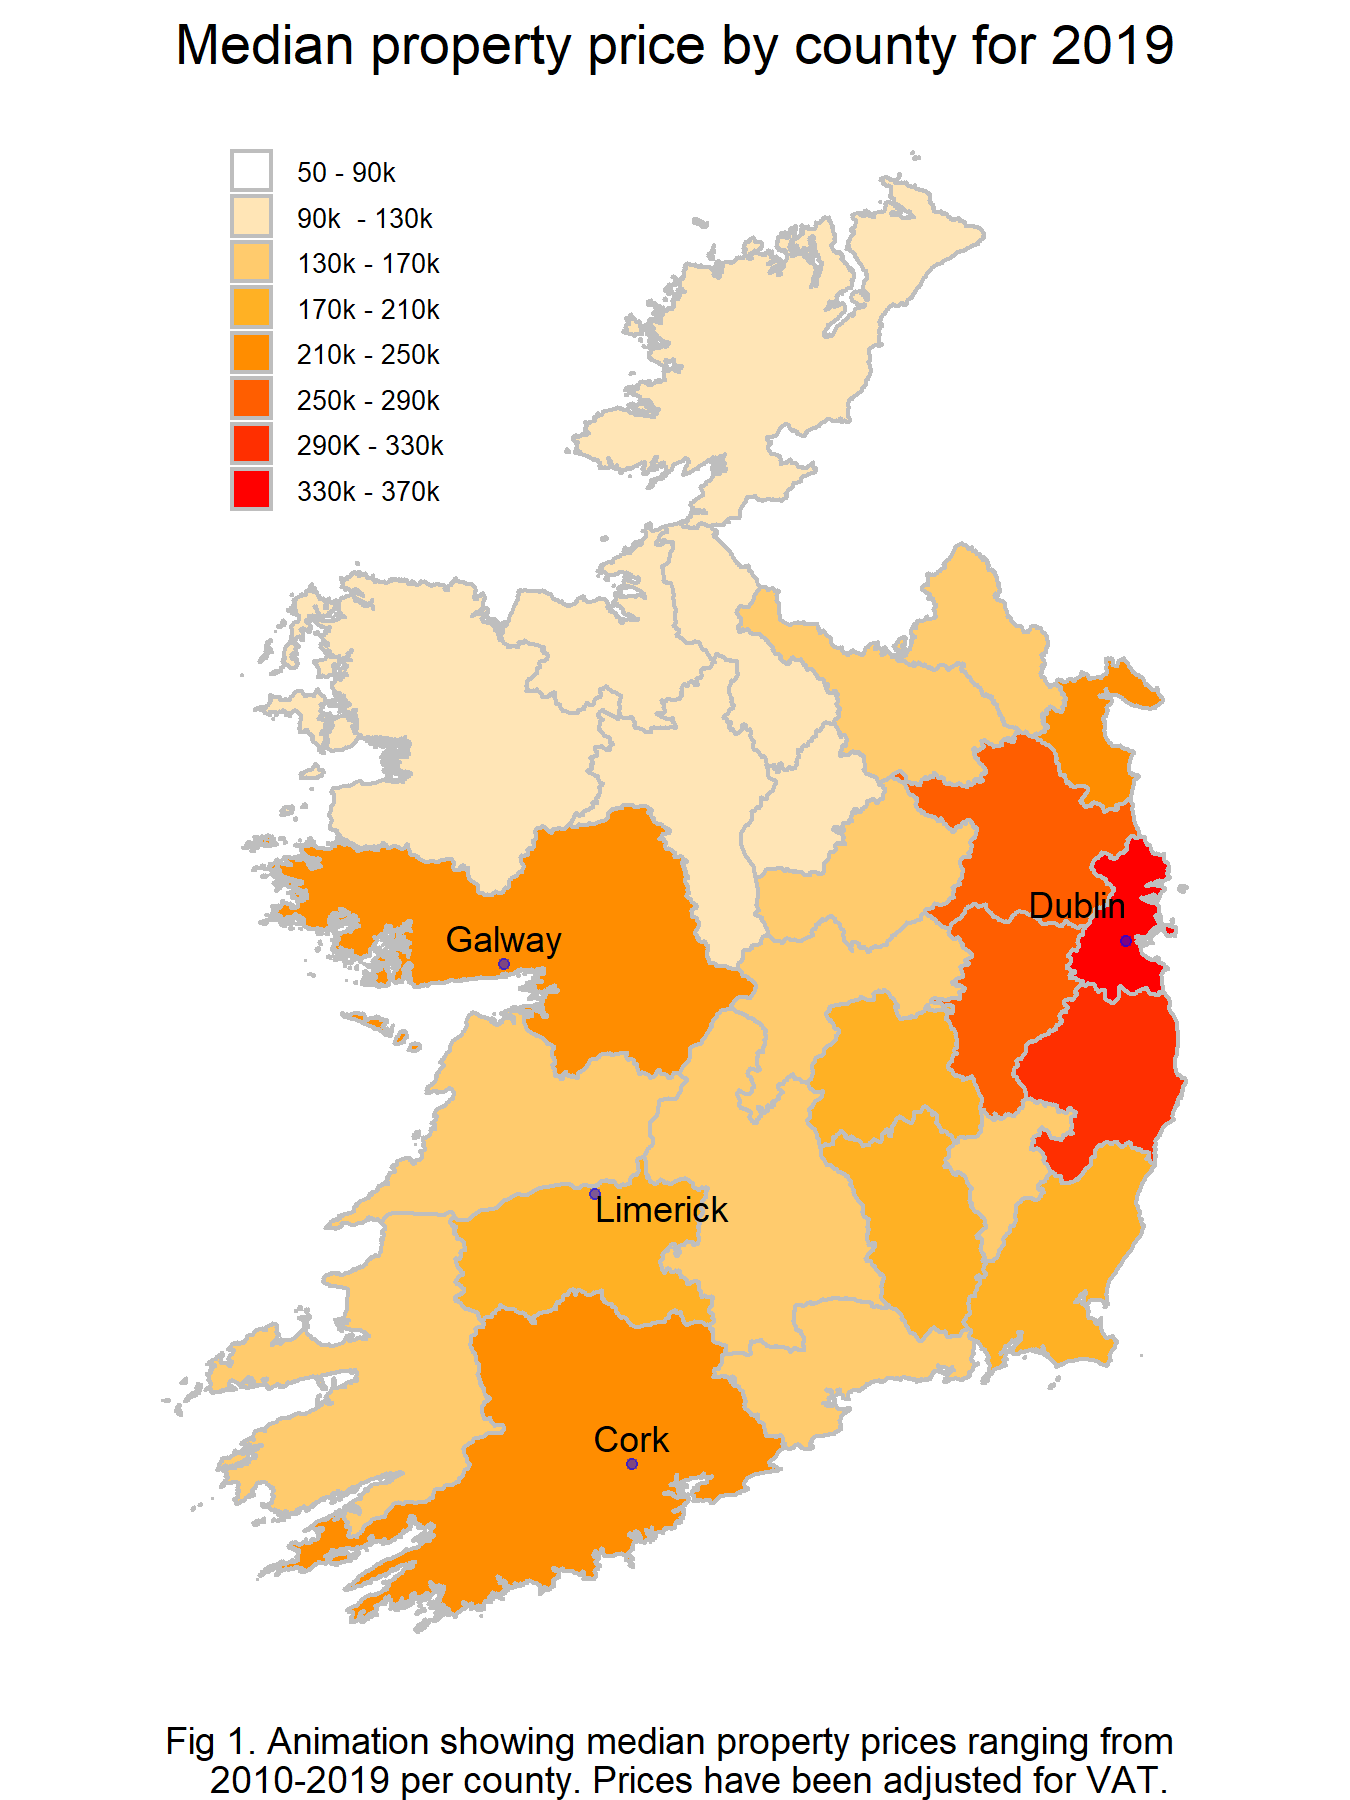 Median property price by county for 2019
50 - 90k
90k - 130k
130k - 170k
170k - 210k
210k - 250k
250k - 290k
290K - 330k
330k - 370k
Dublin
Galway
Limerick
Cork
Fig 1. Animation showing median property prices ranging from
2010-2019 per county. Prices have been adjusted for VAT.